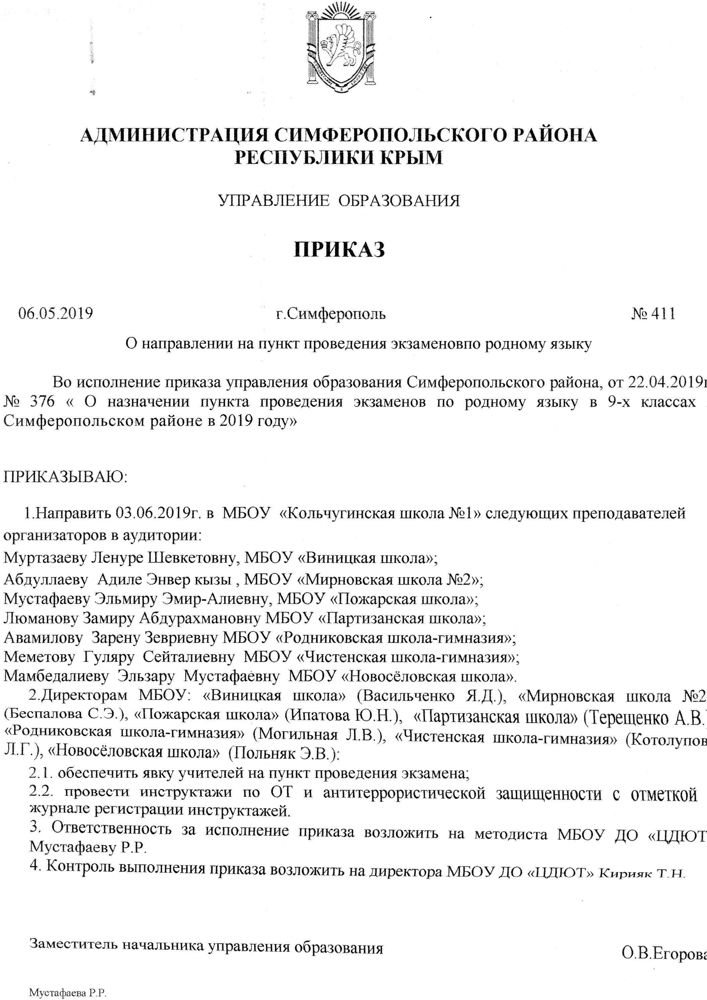 ПРОЦВЕТАНИЕ В ЕДИНСТВЕ
АДМИНИСТРАЦИЯ СИМФЕРОПОЛЬСКОГО РАЙОНА
РЕСПУБЛИКИ КРЫМ
УПРАВЛЕНИЕ ОБРАЗОВАНИЯ
ПРИКАЗ
06.05.2019 г.Симферополь № 411
О направлении на пункт проведения экзаменовпо родному языку
Во исполнение приказа управления образования Симферопольского района, от 22.04.2019г
№ 376 « О назначении пункта проведения экзаменов по родному языку в 9-х классах
Симферопольском районе в 2019 году»
ПРИКАЗЫВАЮ:
1.Направить 03.06.2019г. в МБОУ «Кольчугинская школа №1» следующих преподавателей
организаторов в аудитории:
Муртазаеву Ленуре Шевкетовну, МБОУ «Виницкая школа»;
Абдуллаеву Адиле Энвер кызы , МБОУ «Мирновская школа №2»;
Мустафаеву Эльмиру Эмир-Алиевну, МБОУ «Пожарская школа»;
Люманову Замиру Абдурахмановну МБОУ «Партизанская школа»;
Авамилову Зарену Зевриевну МБОУ «Родниковская школа-гимназия»;
Меметову Гуляру Сейталиевну МБОУ «Чистенская школа-гимназия»;
Мамбедалиеву Эльзару Мустафаевну МБОУ «Новосёловская школа».
2.Директорам МБОУ: «Виницкая школа» (Васильченко Я.Д.), «Мирновская школа №2
(Беспалова С.Э.), «Пожарская школа» (Ипатова Ю.Н.), «Партизанская школа» (Терещенко А.В.)
«Родниковская школа-гимназия» (Могильная Л.В.), «Чистенская школа-гимназия» (Котолупов
Л.Г.), «Новосёловская школа» (Польняк Э.В.):
2.1. обеспечить явку учителей на пункт проведения экзамена;
2.2. провести инструктажи по ОТ и антитеррористической защищенности с отметкой
журнале регистрации инструктажей.
3. Ответственность за исполнение приказа возложить на методиста МБОУ ДО «ЦДЮТ
Мустафаеву Р.Р.
4. Контроль выполнения приказа возложить на директора МБОУ ДО «ЦДЮТ» Кирияк Т.Н.
Заместитель начальника управления образования О.В.Егорова
Мустафаева Р.Р.